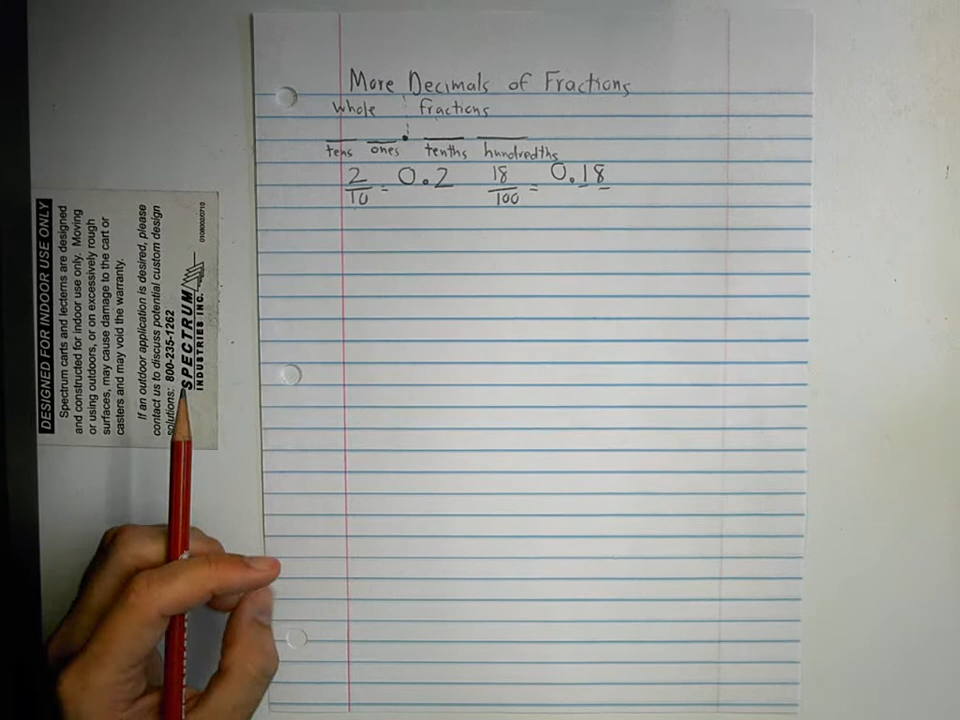 More Decimals of Fractions
Whole fractions
tens ones . tenths hundredths
2/10 = 0.2 18/100 = 0.18
DESIGNED FOR INDOOR USE ONLY
Spectrum carts and lecterns are designed
and constructed for indoor use only. Moving
or using outdoors, or on excessively rough
surfaces, may cause damage to the cart or
casters and may void the warranty.
If an outdoor application is desired, please
contact us to discuss potential custom design
solutions: 800-235-1262
SPECTRUM
INDUSTRIES INC.